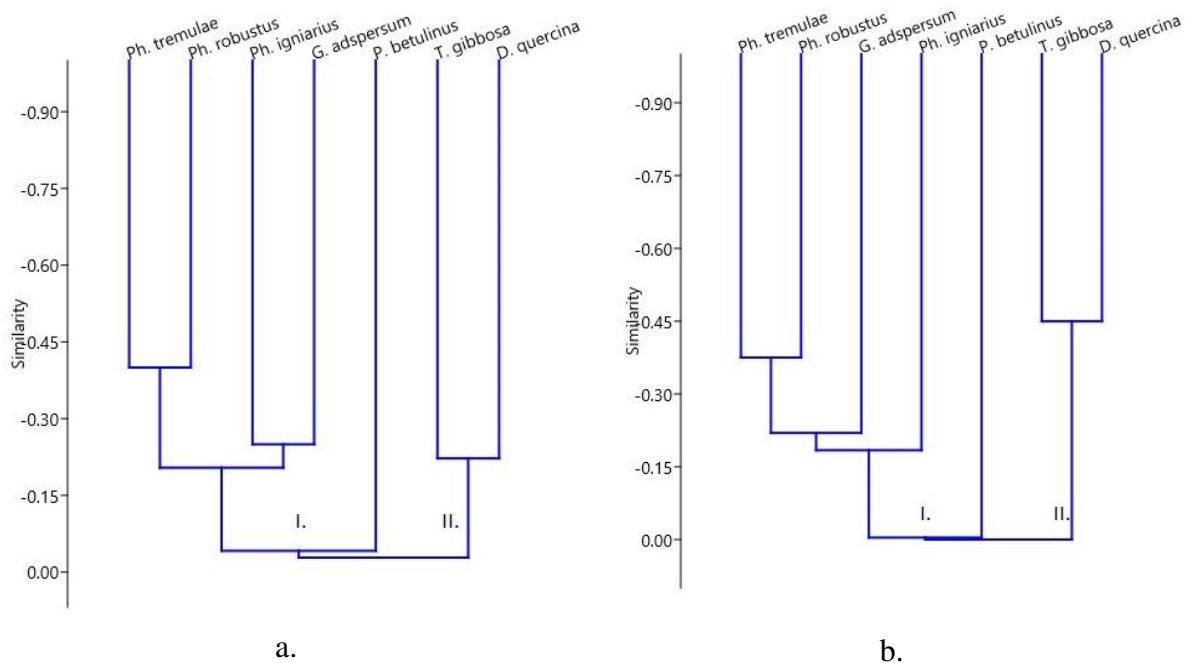 Ph. tremulae
Ph. robustus
Ph. igniarius
G. adspersum
P. betulinus
T. gibbosa
D. quercina
-0.90
-0.75
-0.60
-0.45
-0.30
-0.15
0.00
Similarity
I.
II.
a.
Ph. tremulae
Ph. robustus
G. adspersum
Ph. igniarius
P. betulinus
T. gibbosa
D. quercina
-0.90
-0.75
-0.60
-0.45
-0.30
-0.15
0.00
Similarity
I.
II.
b.